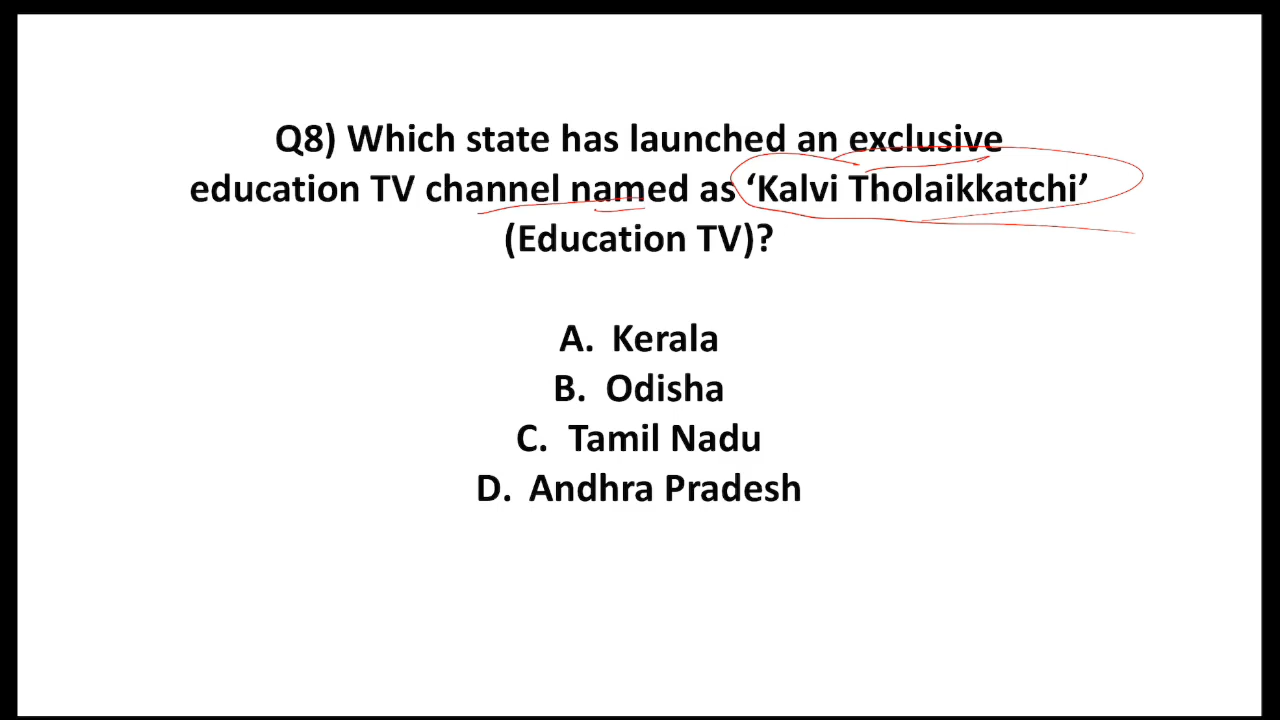 Q8) Which state has launched an exclusive
education TV channel named as ‘Kalvi Tholaikkatchi’
(Education TV)?
A. Kerala
B. Odisha
C. Tamil Nadu
D. Andhra Pradesh